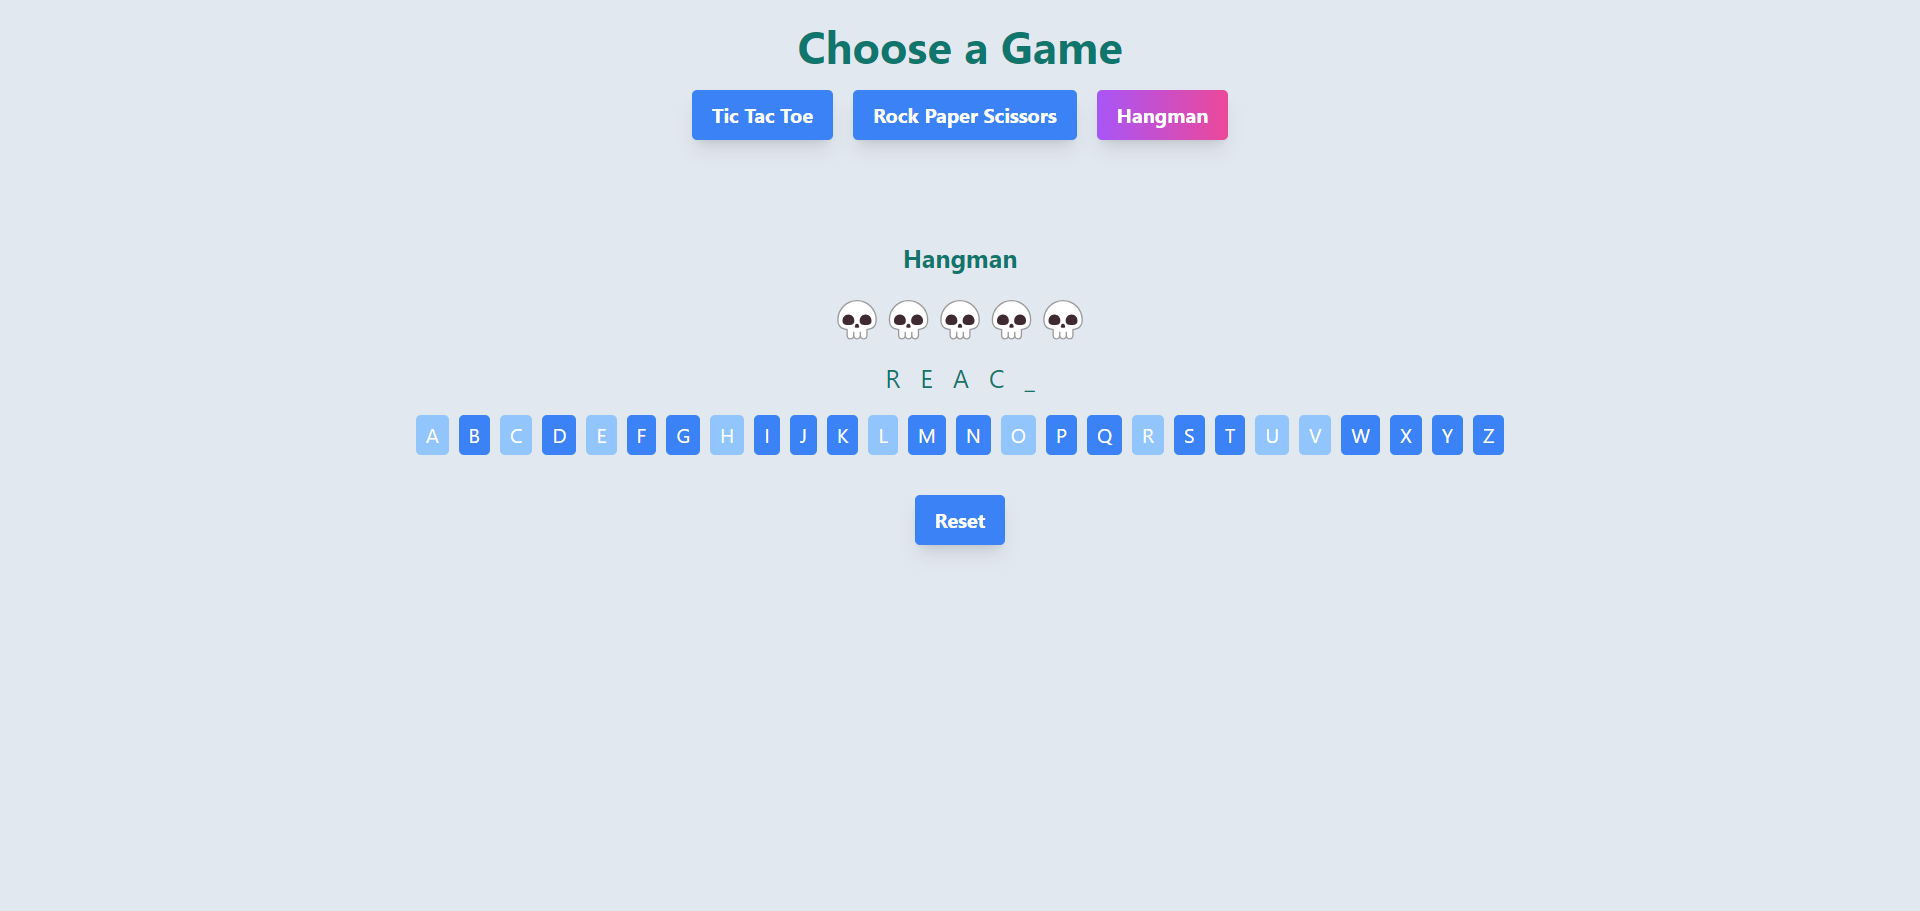 Choose a Game
Tic Tac Toe Rock Paper Scissors Hangman
Hangman
R E A C _
A B C D E F G H I J K L M N O P Q R S T U V W X Y Z
Reset